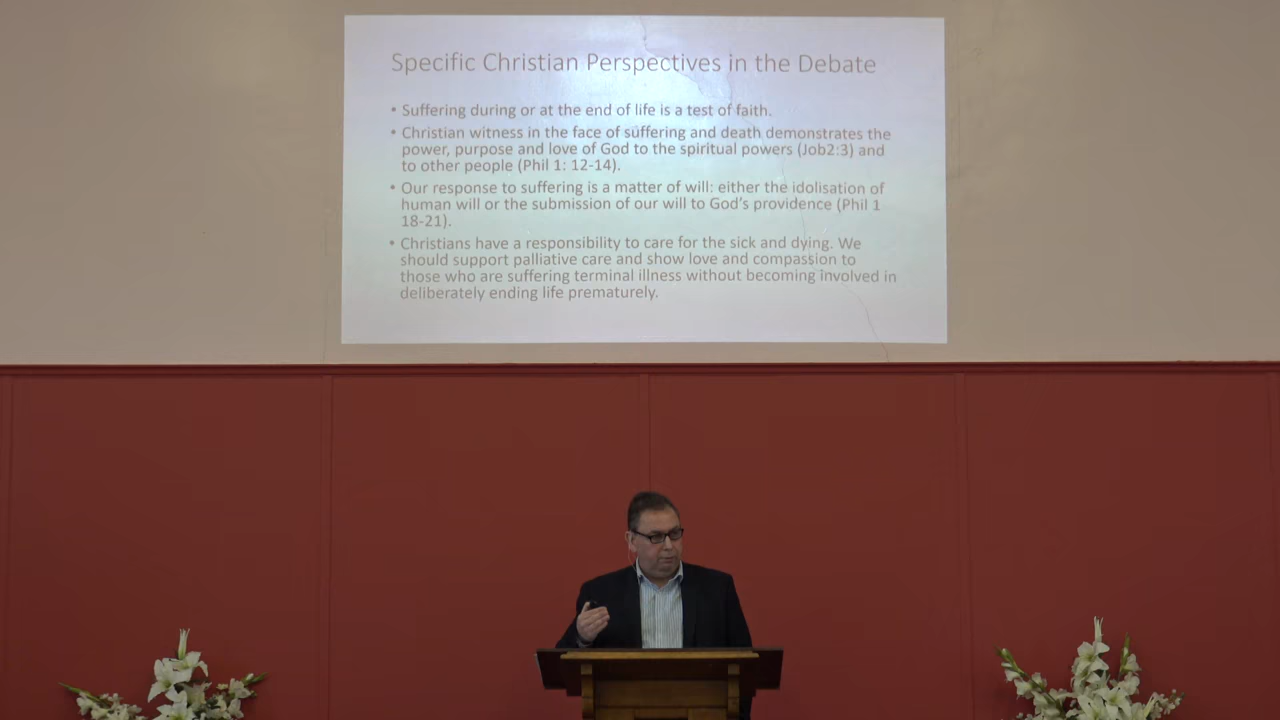 Specific Christian Perspectives in the Debate
• Suffering during or at the end of life is a test of faith.
• Christian witness in the face of suffering and death demonstrates the
power, purpose and love of God to the spiritual powers (Job2:3) and
to other people (Phil 1: 12-14).
• Our response to suffering is a matter of will: either the idolisation of
human will or the submission of our will to God's providence (Phil 1
18-21).
• Christians have a responsibility to care for the sick and dying. We
should support palliative care and show love and compassion to
those who are suffering terminal illness without becoming involved in
deliberately ending life prematurely.